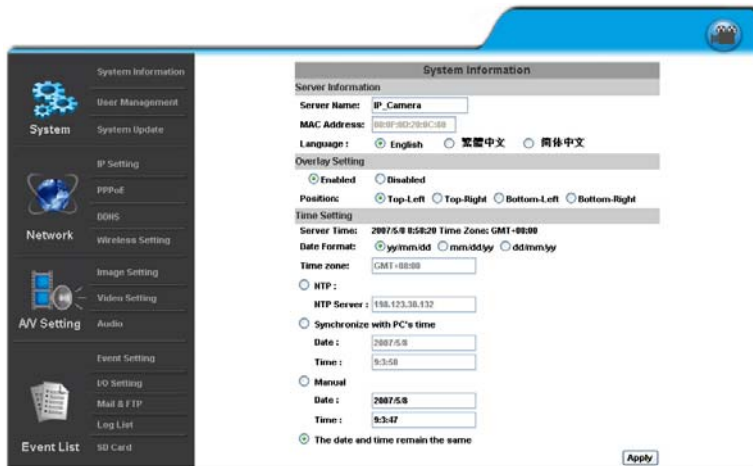 System Information
User Management
System Update
System
IP Setting
PPPoE
DDNS
Wireless Setting
Network
Image Setting
Video Setting
Audio
A/V Setting
Event Setting
I/O Setting
Mail & FTP
Log List
SD Card
Event List
System Information
Server Information
Server Name: IP_Camera
MAC Address:
Language : English 繁體中文 简体中文
Overlay Setting
Enabled Disabled
Position: Top-Left Top-Right Bottom-Left Bottom-Right
Time Setting
Server Time: 2007/5/8 8:58:20 Time Zone: GMT+08:00
Date Format: yy/mm/dd mm/dd/yy dd/mm/yy
Time zone: GMT+08:00
NTP :
NTP Server : 198.123.30.132
Synchronize with PC's time
Date : 2007/5/8
Time : 9:3:50
Manual
Date : 2007/5/8
Time : 9:3:47
The date and time remain the same
Apply